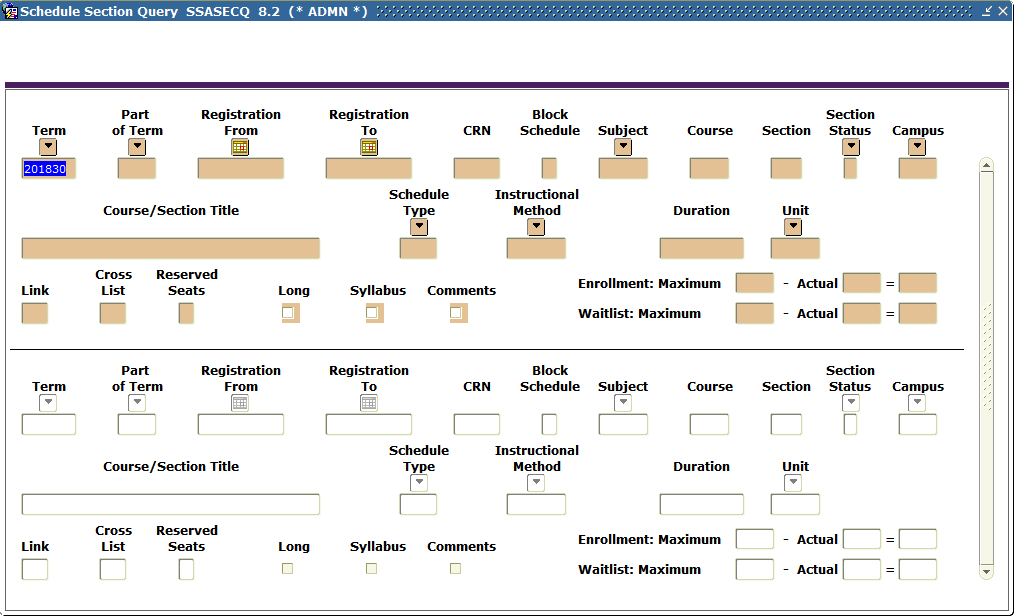 Schedule Section Query SSASECQ 8.2 (* ADMN *)
Part Registration Registration Block Section
Term of Term From To CRN Schedule Subject Course Section Status Campus
201830
Schedule Instructional
Course/Section Title Type Method Duration Unit
Cross Reserved
Link List Seats Long Syllabus Comments
Enrollment: Maximum - Actual =
Waitlist: Maximum - Actual =
Part Registration Registration Block Section
Term of Term From To CRN Schedule Subject Course Section Status Campus
Schedule Instructional
Course/Section Title Type Method Duration Unit
Cross Reserved
Link List Seats Long Syllabus Comments
Enrollment: Maximum - Actual =
Waitlist: Maximum - Actual =